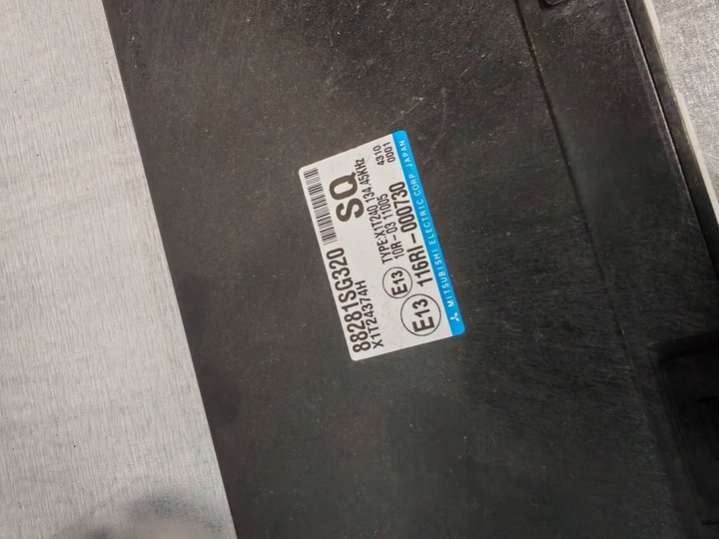 88281SG320
X1T24374H
SQ
E13
TYPE:X1T240 134.45KHz
10R-03 11005
4310
0001
E13
116RI-000730
MITSUBISHI ELECTRIC CORP. JAPAN